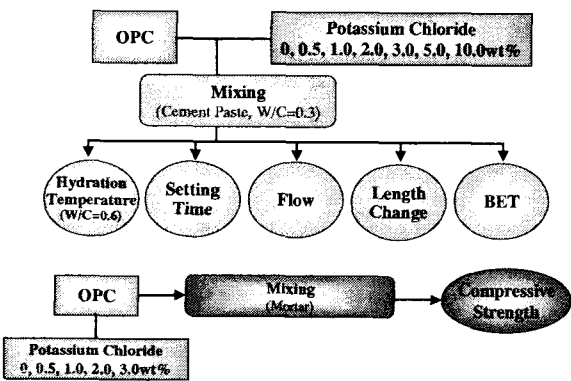 OPC
Potassium Chloride
0, 0.5, 1.0, 2.0, 3.0, 5.0, 10.0wt%
Mixing
(Cement Paste, W/C=0.3)
Hydration
Temperature
(W/C=0.6)
Setting
Time
Flow
Length
Change
BET
OPC
Mixing
(Mortar)
Compressive
Strength
Potassium Chloride
0, 0.5, 1.0, 2.0, 3.0wt%